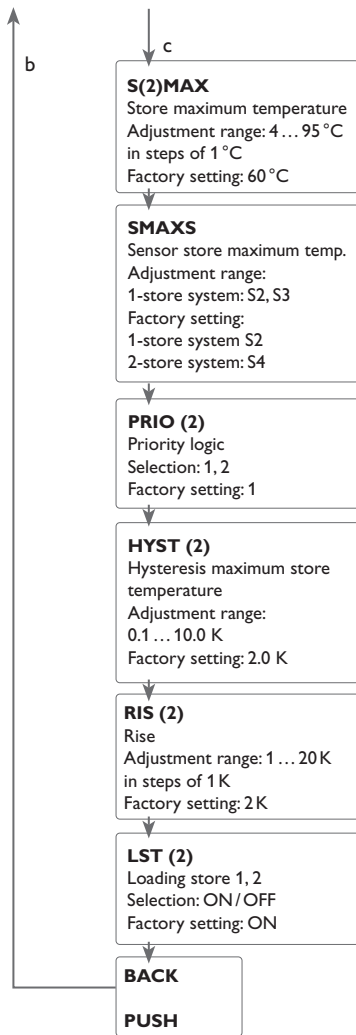 b
c
S(2)MAX
Store maximum temperature
Adjustment range: 4 … 95 °C
in steps of 1 °C
Factory setting: 60 °C
SMAXS
Sensor store maximum temp.
Adjustment range:
1-store system: S2, S3
Factory setting:
1-store system S2
2-store system: S4
PRIO (2)
Priority logic
Selection: 1, 2
Factory setting: 1
HYST (2)
Hysteresis maximum store
temperature
Adjustment range:
0.1 … 10.0 K
Factory setting: 2.0 K
RIS (2)
Rise
Adjustment range: 1 … 20 K
in steps of 1 K
Factory setting: 2 K
LST (2)
Loading store 1, 2
Selection: ON / OFF
Factory setting: ON
BACK
PUSH